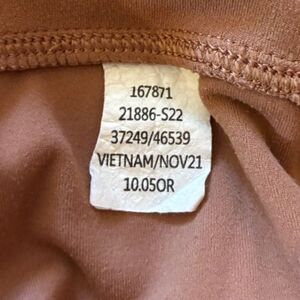 167871
21886-S22
37249/46539
VIETNAM/NOV21
10.05OR